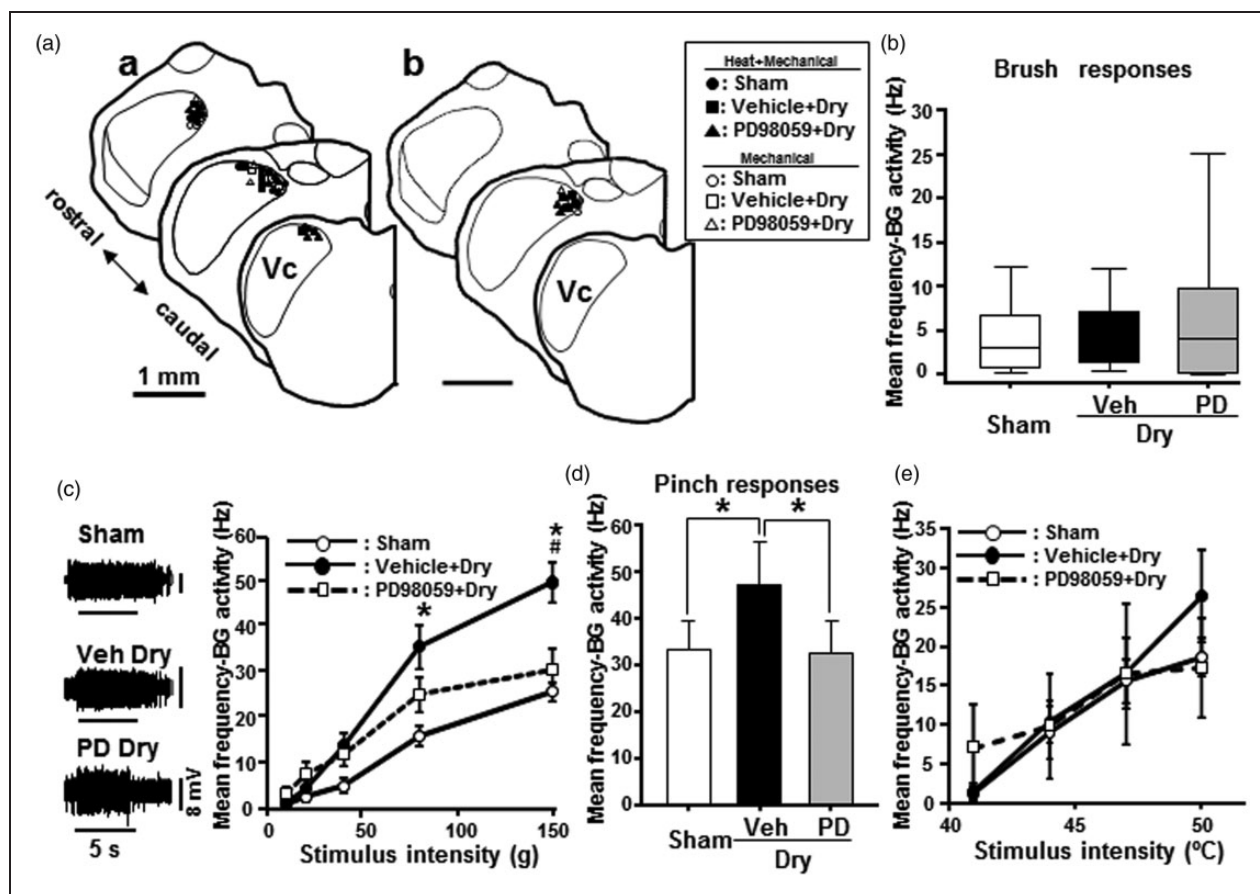 (a)
a
b
Heat+Mechanical
●: Sham
■: Vehicle+Dry
▲: PD98059+Dry
Mechanical
○: Sham
□: Vehicle+Dry
△: PD98059+Dry
rostral
caudal
Vc
Vc
1 mm
(b)
Brush responses
Mean frequency-BG activity (Hz)
30
25
20
15
10
5
0
Sham
Veh
PD
Dry
(c)
Sham
Veh Dry
PD Dry
8 mV
5 s
Mean frequency-BG activity (Hz)
60
50
40
30
20
10
0
: Sham
: Vehicle+Dry
: PD98059+Dry
*
*
#
0
50
100
150
Stimulus intensity (g)
(d)
Pinch responses
*
*
Mean frequency-BG activity (Hz)
60
50
40
30
20
10
0
Sham
Veh
PD
Dry
(e)
Mean frequency-BG activity (Hz)
35
30
25
20
15
10
5
0
: Sham
: Vehicle+Dry
: PD98059+Dry
40
45
50
Stimulus intensity (ºC)